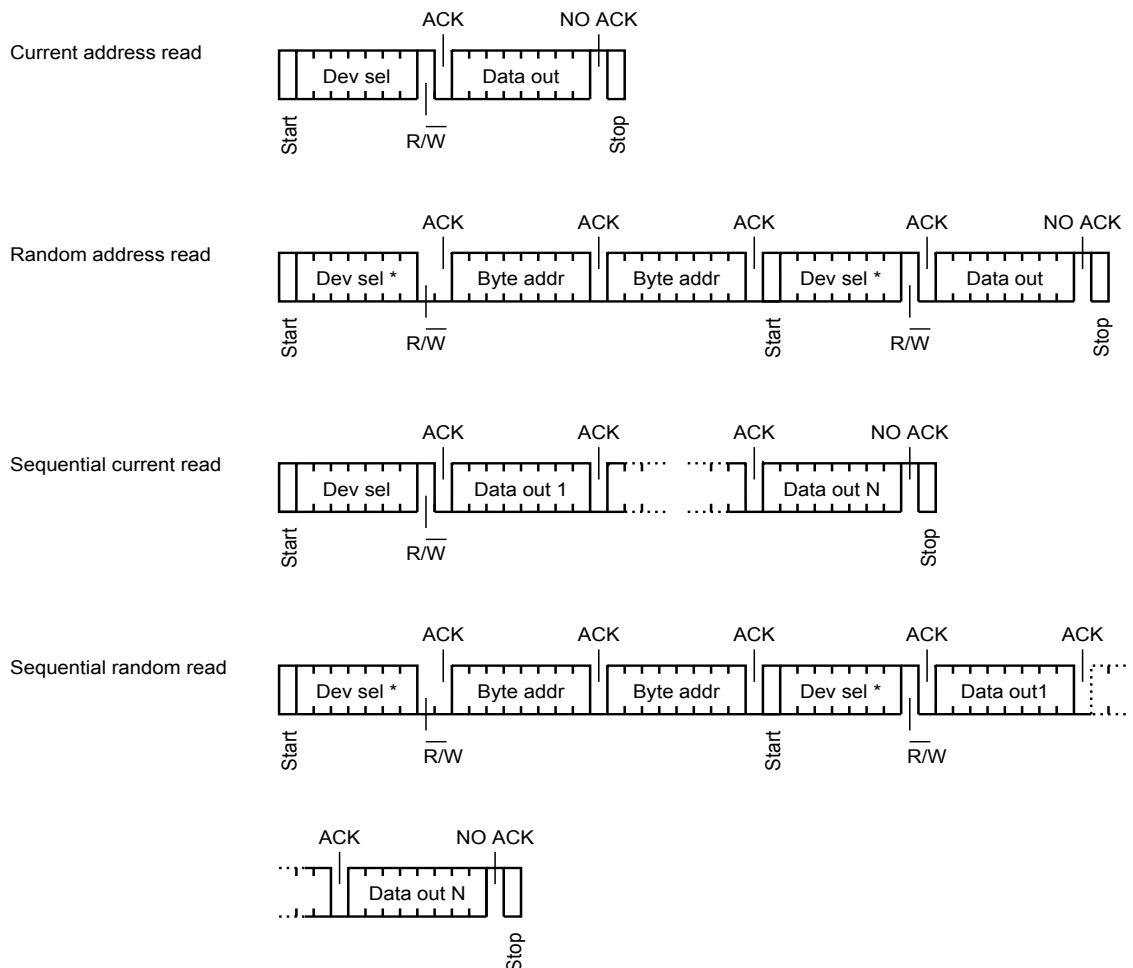 ACK NO ACK
Current address read
Dev sel Data out
Start R/W̅ Stop
ACK ACK ACK ACK NO ACK
Random address read
Dev sel * Byte addr Byte addr Dev sel * Data out
Start R/W̅ Start R/W̅ Stop
ACK ACK ACK NO ACK
Sequential current read
Dev sel Data out 1 Data out N
Start R/W̅ Stop
ACK ACK ACK ACK ACK
Sequential random read
Dev sel * Byte addr Byte addr Dev sel * Data out1
Start R̅/W Start R̅/W
ACK NO ACK
Data out N
Stop